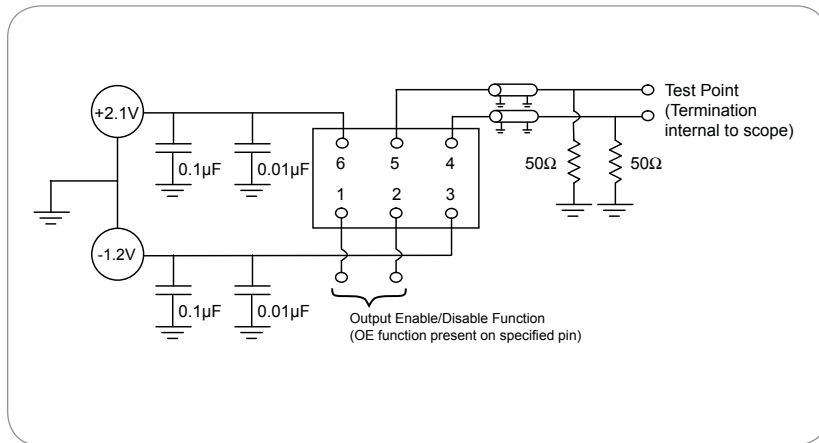 +2.1V
Test Point
(Termination
internal to scope)
0.1µF
0.01µF
6
5
4
50Ω
50Ω
1
2
3
-1.2V
0.1µF
0.01µF
Output Enable/Disable Function
(OE function present on specified pin)